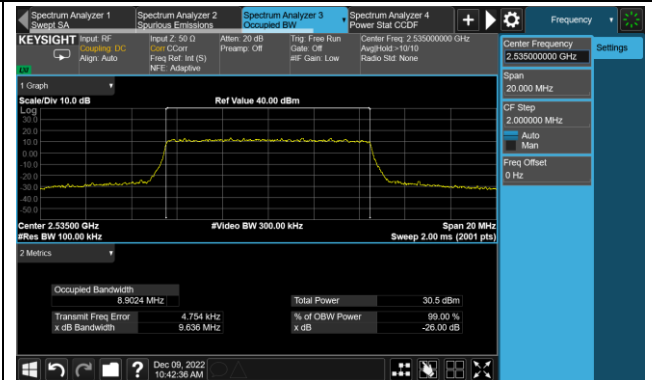 Spectrum Analyzer 1
Swept SA
Spectrum Analyzer 2
Spurious Emissions
Spectrum Analyzer 3
Occupied BW
Spectrum Analyzer 4
Power Stat CCDF
Frequency
KEYSIGHT
Input: RF
Coupling: DC
Align: Auto
Input Z: 50 Ω
Corr CCorr
Freq Ref: Int (S)
NFE: Adaptive
Atten: 20 dB
Preamp: Off
Trig: Free Run
Gate: Off
#IF Gain: Low
Center Freq: 2.535000000 GHz
Avg|Hold:>10/10
Radio Std: None
Center Frequency
2.535000000 GHz
Settings
Span
20.000 MHz
CF Step
2.000000 MHz
Auto
Man
Freq Offset
0 Hz
1 Graph
Scale/Div 10.0 dB
Ref Value 40.00 dBm
Log
30.0
20.0
10.0
0.00
-10.0
-20.0
-30.0
-40.0
-50.0
Center 2.53500 GHz
#Video BW 300.00 kHz
Span 20 MHz
#Res BW 100.00 kHz
Sweep 2.00 ms (2001 pts)
2 Metrics
Occupied Bandwidth
8.9024 MHz
Total Power
30.5 dBm
Transmit Freq Error
4.754 kHz
% of OBW Power
99.00 %
x dB Bandwidth
9.636 MHz
x dB
-26.00 dB
Dec 09, 2022
10:42:36 AM